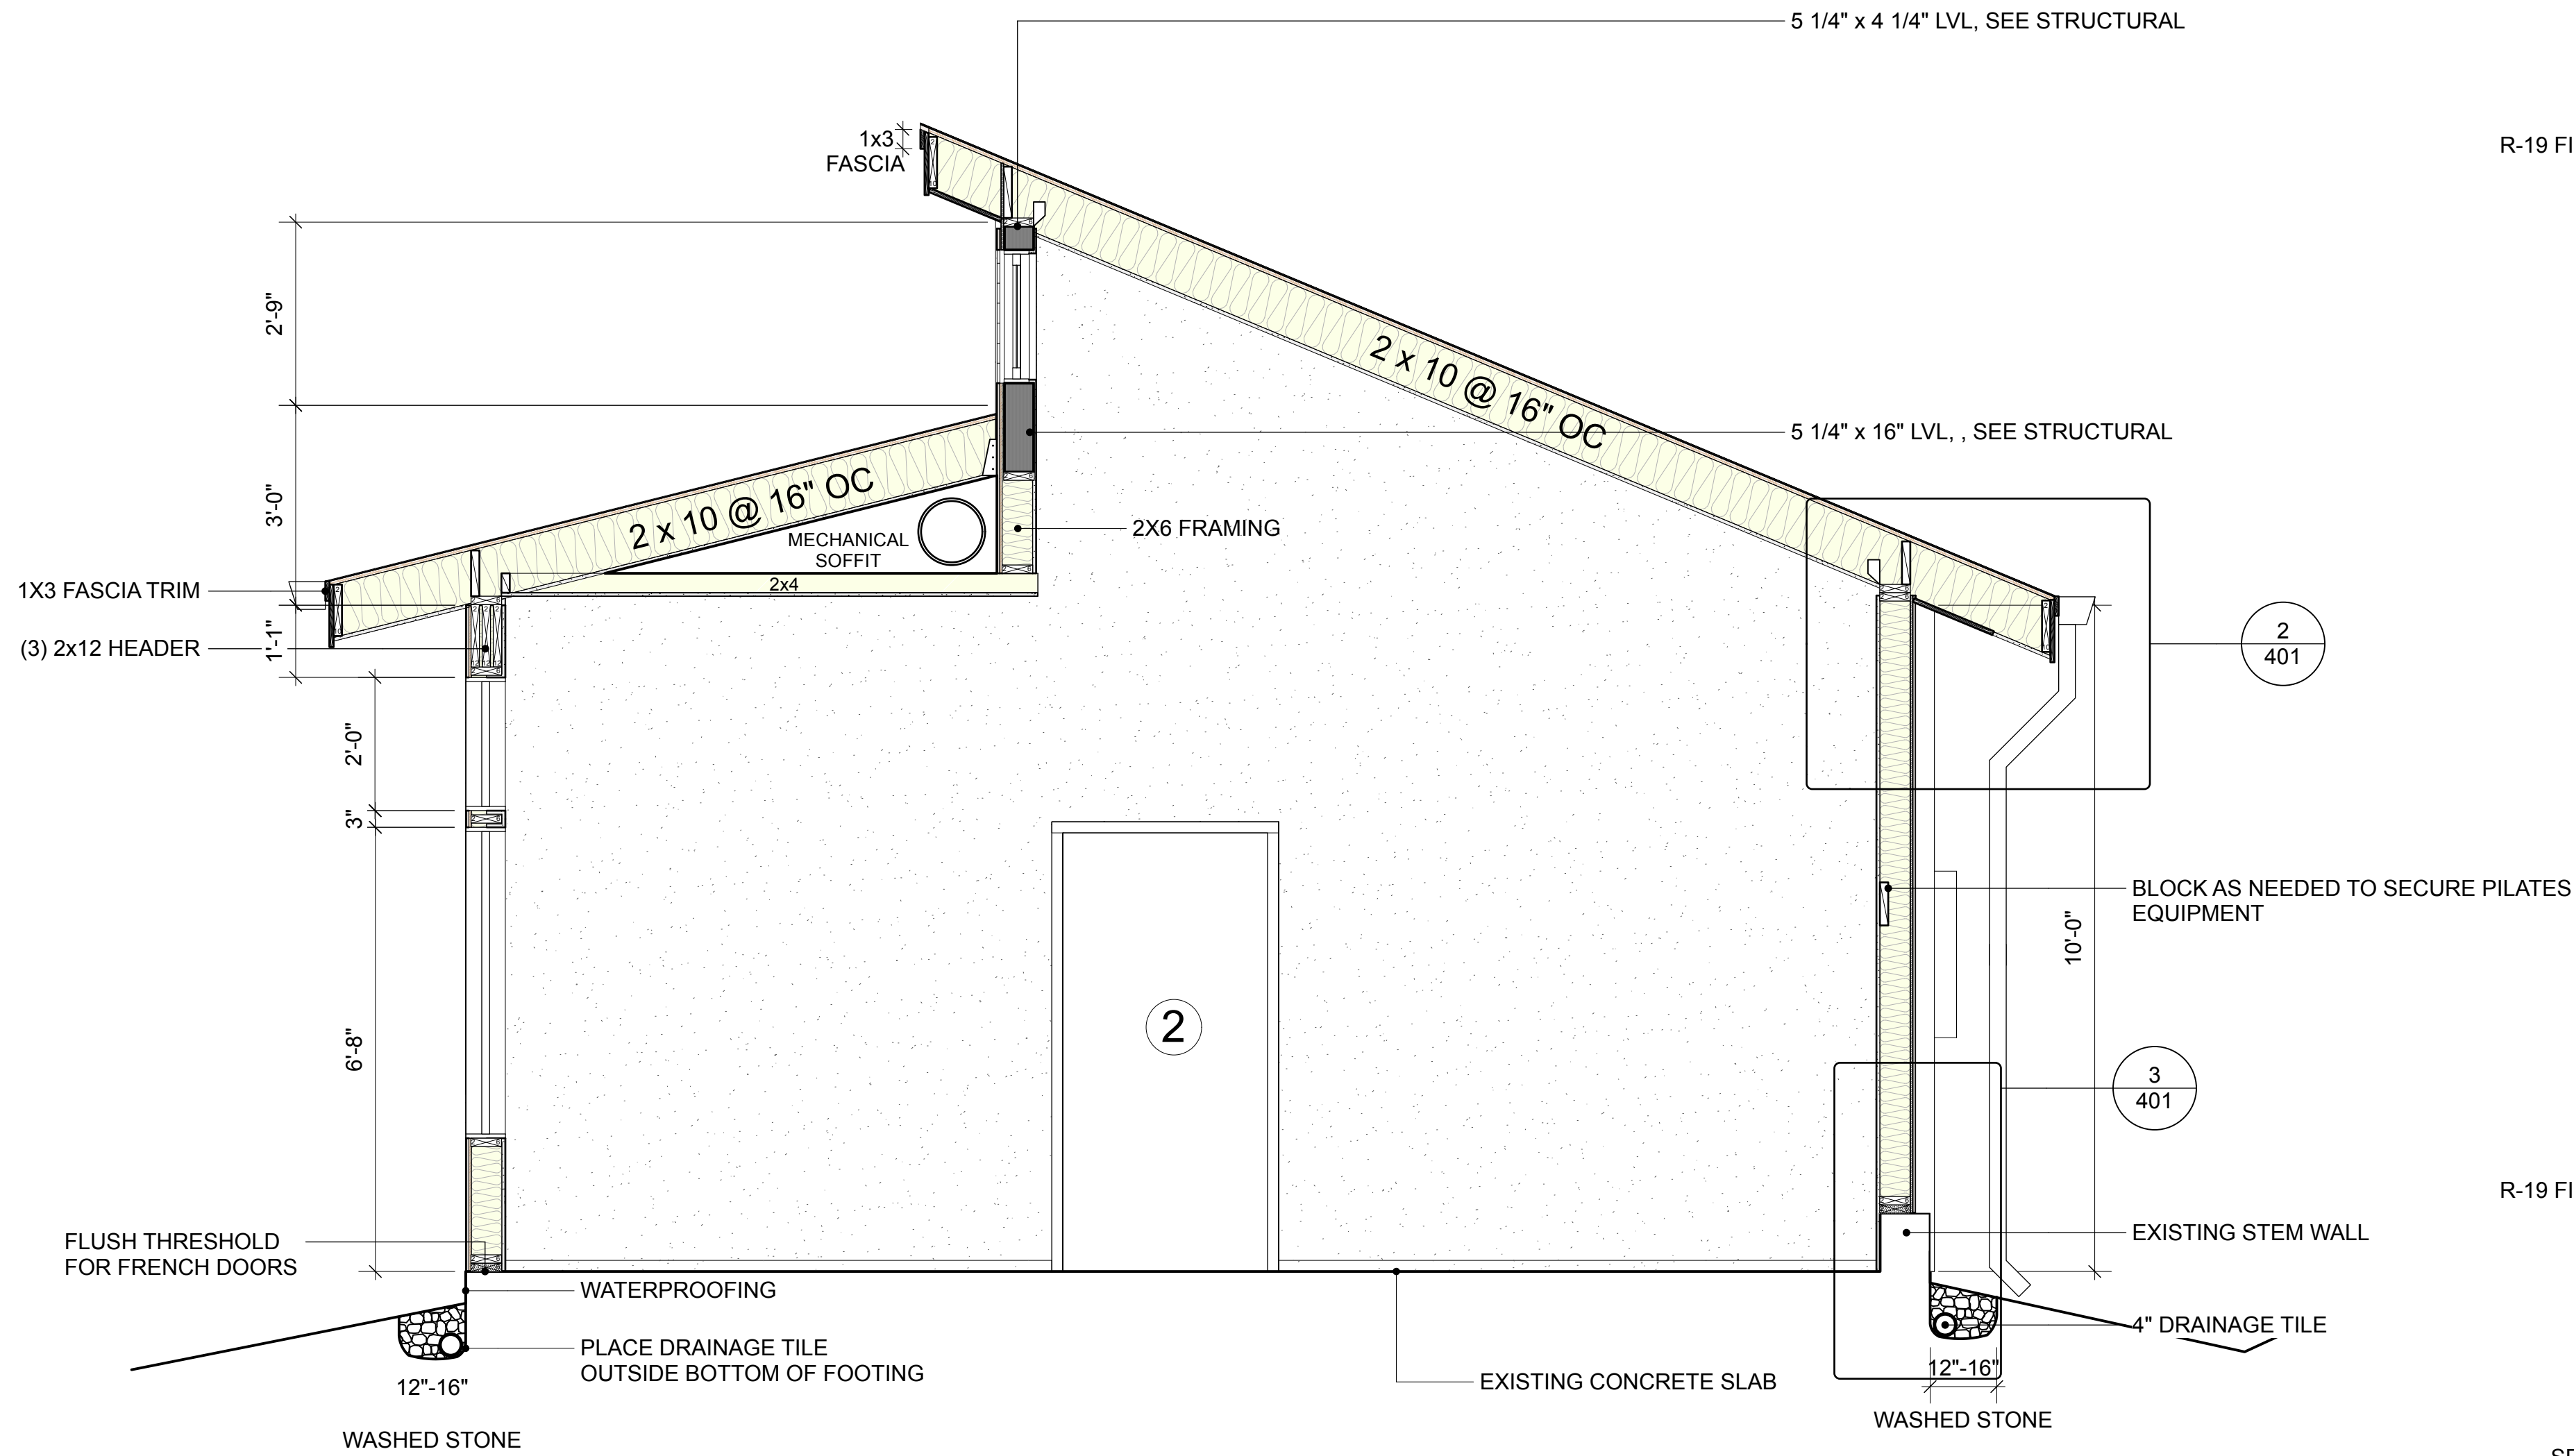 5 1/4" x 4 1/4" LVL, SEE STRUCTURAL
1x3
FASCIA
R-19 FI
2'-9"
2 x 10 @ 16" OC
5 1/4" x 16" LVL, , SEE STRUCTURAL
3'-0"
2 x 10 @ 16" OC
MECHANICAL
SOFFIT
2X6 FRAMING
2x4
1X3 FASCIA TRIM
(3) 2x12 HEADER
1'-1"
2
401
2'-0"
3"
BLOCK AS NEEDED TO SECURE PILATES
EQUIPMENT
10'-0"
6'-8"
2
3
401
R-19 FI
FLUSH THRESHOLD
FOR FRENCH DOORS
EXISTING STEM WALL
WATERPROOFING
4" DRAINAGE TILE
PLACE DRAINAGE TILE
OUTSIDE BOTTOM OF FOOTING
12"-16"
12"-16"
EXISTING CONCRETE SLAB
WASHED STONE
WASHED STONE